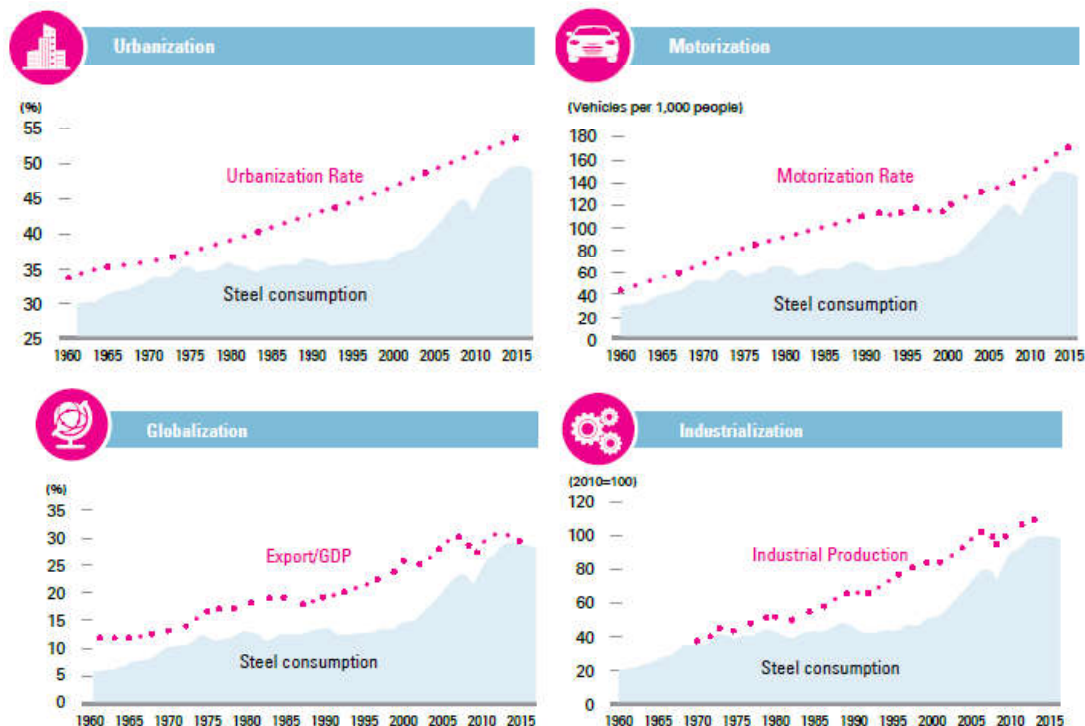 Urbanization
(%)
55
50
45
40
35
30
25
Urbanization Rate
Steel consumption
1960 1965 1970 1975 1980 1985 1990 1995 2000 2005 2010 2015
Motorization
(Vehicles per 1,000 people)
180
160
140
120
100
80
60
40
20
0
Motorization Rate
Steel consumption
1960 1965 1970 1975 1980 1985 1990 1995 2000 2005 2010 2015
Globalization
(%)
35
30
25
20
15
10
5
0
Export/GDP
Steel consumption
1960 1965 1970 1975 1980 1985 1990 1995 2000 2005 2010 2015
Industrialization
(2010=100)
120
100
80
60
40
20
0
Industrial Production
Steel consumption
1960 1965 1970 1975 1980 1985 1990 1995 2000 2005 2010 2015